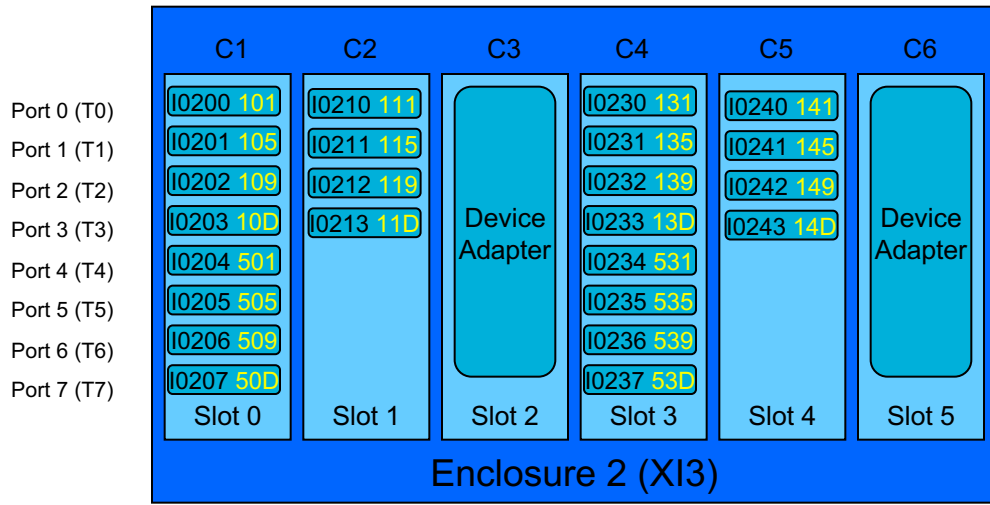 C1 C2 C3 C4 C5 C6
Port 0 (T0) I0200 101 I0210 111 I0230 131 I0240 141
Port 1 (T1) I0201 105 I0211 115 I0231 135 I0241 145
Port 2 (T2) I0202 109 I0212 119 I0232 139 I0242 149
Port 3 (T3) I0203 10D I0213 11D Device I0233 13D I0243 14D Device
Port 4 (T4) I0204 501 Adapter I0234 531 Adapter
Port 5 (T5) I0205 505 I0235 535
Port 6 (T6) I0206 509 I0236 539
Port 7 (T7) I0207 50D I0237 53D
Slot 0 Slot 1 Slot 2 Slot 3 Slot 4 Slot 5
Enclosure 2 (XI3)